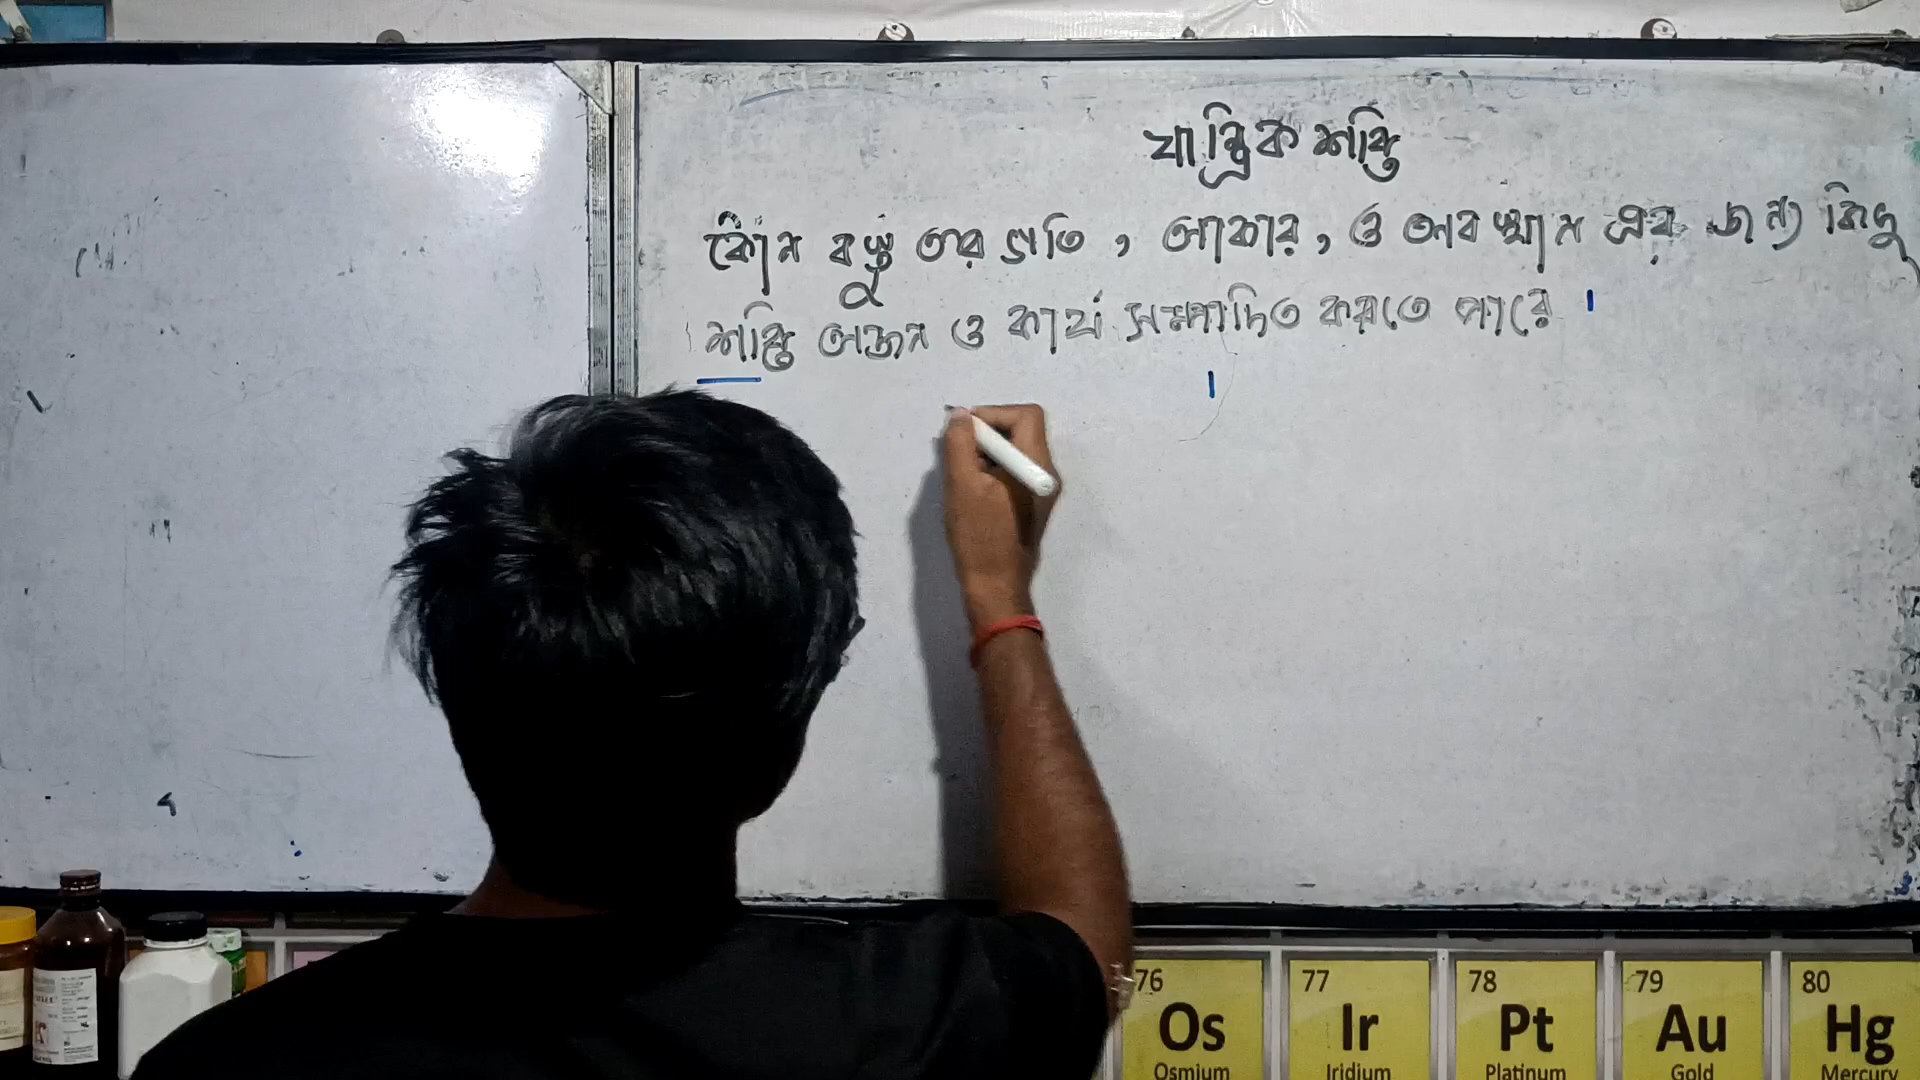 যান্ত্রিক শক্তি
কোন বস্তু তার গতি, আকার, ও অবস্থান এর জন্য কিছু
শক্তি অর্জন ও কার্য সম্পাদিত করতে পারে।
76 77 78 79 80
Os Ir Pt Au Hg
Osmium Iridium Platinum Gold Mercury